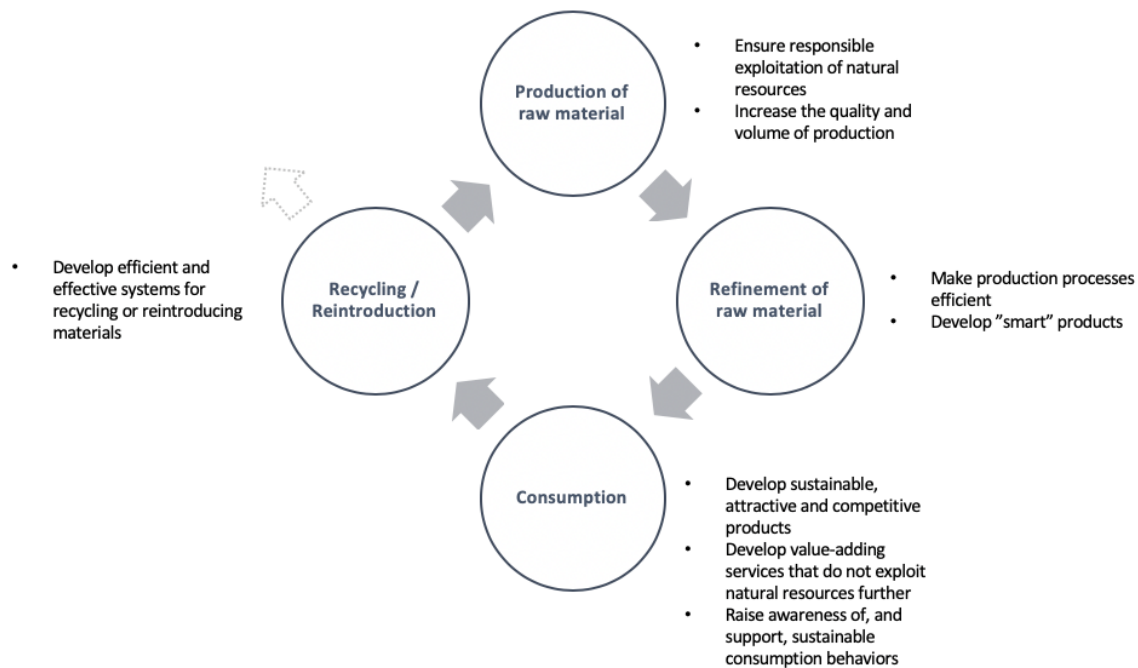 Production of
raw material
• Ensure responsible
exploitation of natural
resources
• Increase the quality and
volume of production
Refinement of
raw material
• Make production processes
efficient
• Develop ”smart” products
Consumption
• Develop sustainable,
attractive and competitive
products
• Develop value-adding
services that do not exploit
natural resources further
• Raise awareness of, and
support, sustainable
consumption behaviors
Recycling /
Reintroduction
• Develop efficient and
effective systems for
recycling or reintroducing
materials